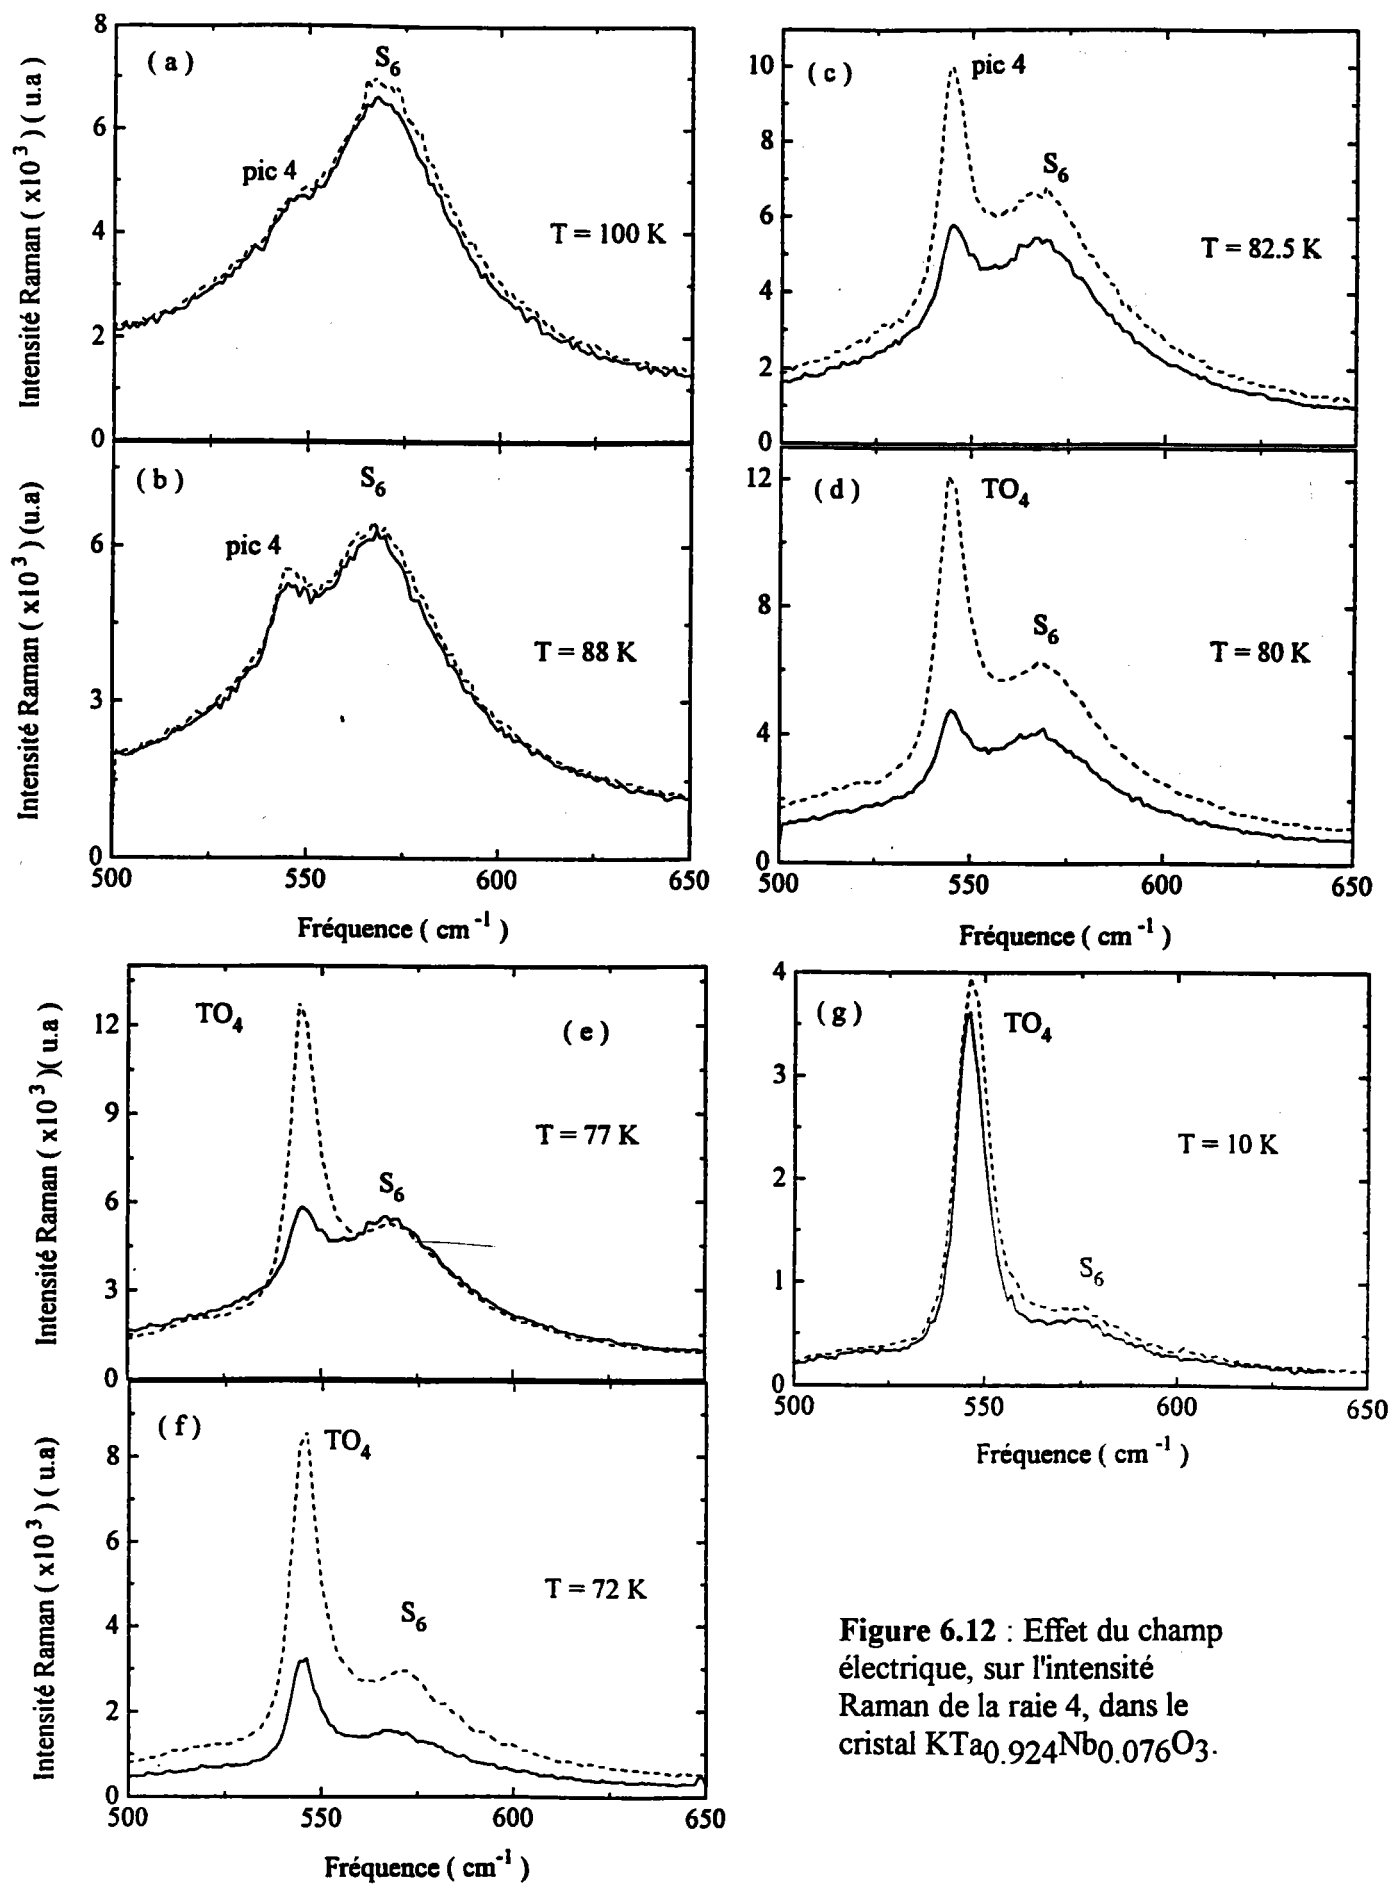 8
( a )
S6
6
pic 4
4
T = 100 K
2
0
Intensité Raman ( x10 3 ) ( u.a )
( b )
S6
6
pic 4
T = 88 K
3
0
Intensité Raman ( x10 3 ) (u.a)
500
550
600
650
Fréquence ( cm -1 )
10
( c )
pic 4
8
S6
6
T = 82.5 K
4
2
0
12
( d )
TO4
8
S6
T = 80 K
4
0
500
550
600
650
Fréquence ( cm -1 )
TO4
12
( e )
9
T = 77 K
6
S6
3
0
Intensité Raman ( x10 3 )( u.a )
( f )
TO4
8
6
T = 72 K
4
S6
2
0
Intensité Raman ( x10 3 ) ( u.a )
500
550
600
650
Fréquence ( cm -1 )
4
( g )
TO4
3
T = 10 K
2
1
S6
0
500
550
600
650
Fréquence ( cm -1 )
Figure 6.12 : Effet du champ
électrique, sur l'intensité
Raman de la raie 4, dans le
cristal KTa0.924Nb0.076O3.